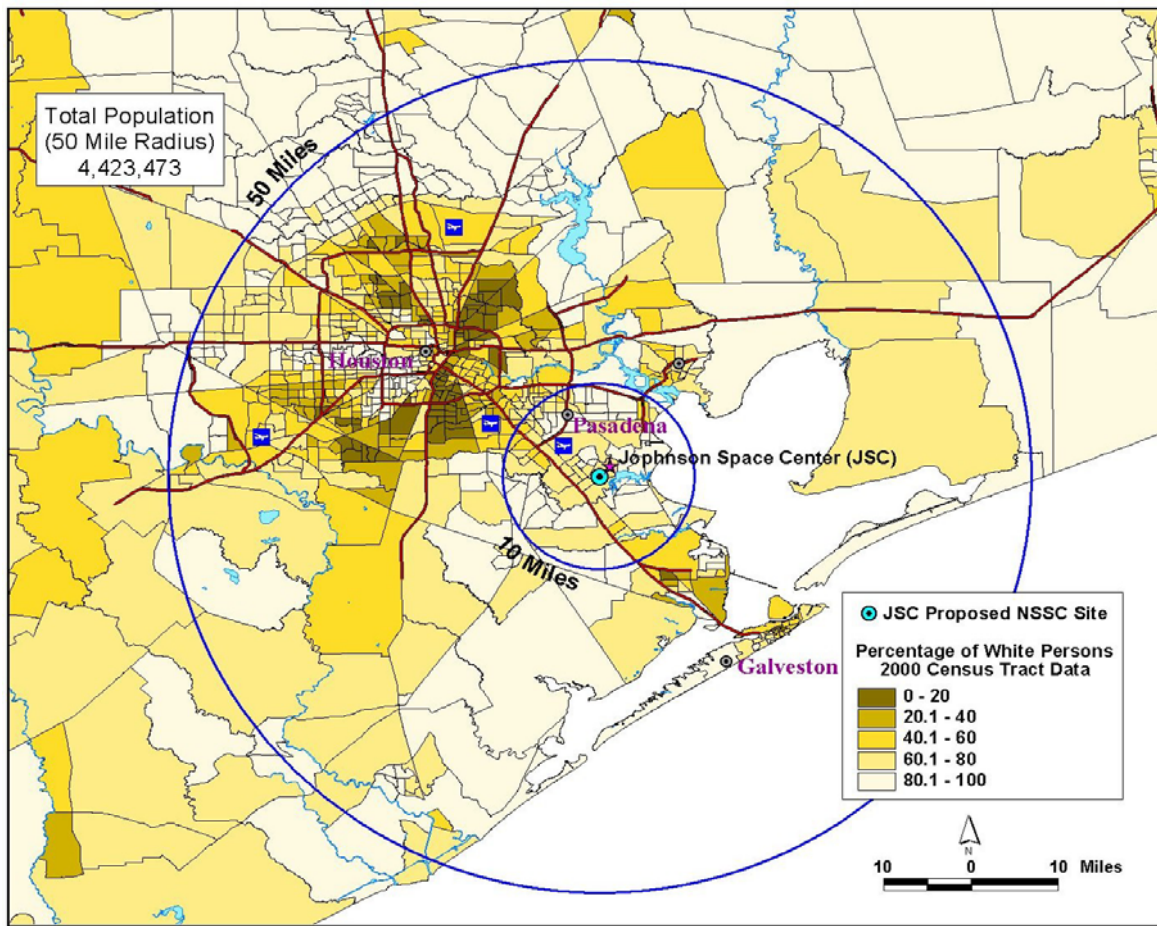 Total Population
(50 Mile Radius)
4,423,473
50 Miles
Houston
Pasadena
Jophnson Space Center (JSC)
10 Miles
Galveston
JSC Proposed NSSC Site
Percentage of White Persons
2000 Census Tract Data
0 - 20
20.1 - 40
40.1 - 60
60.1 - 80
80.1 - 100
N
10 0 10 Miles